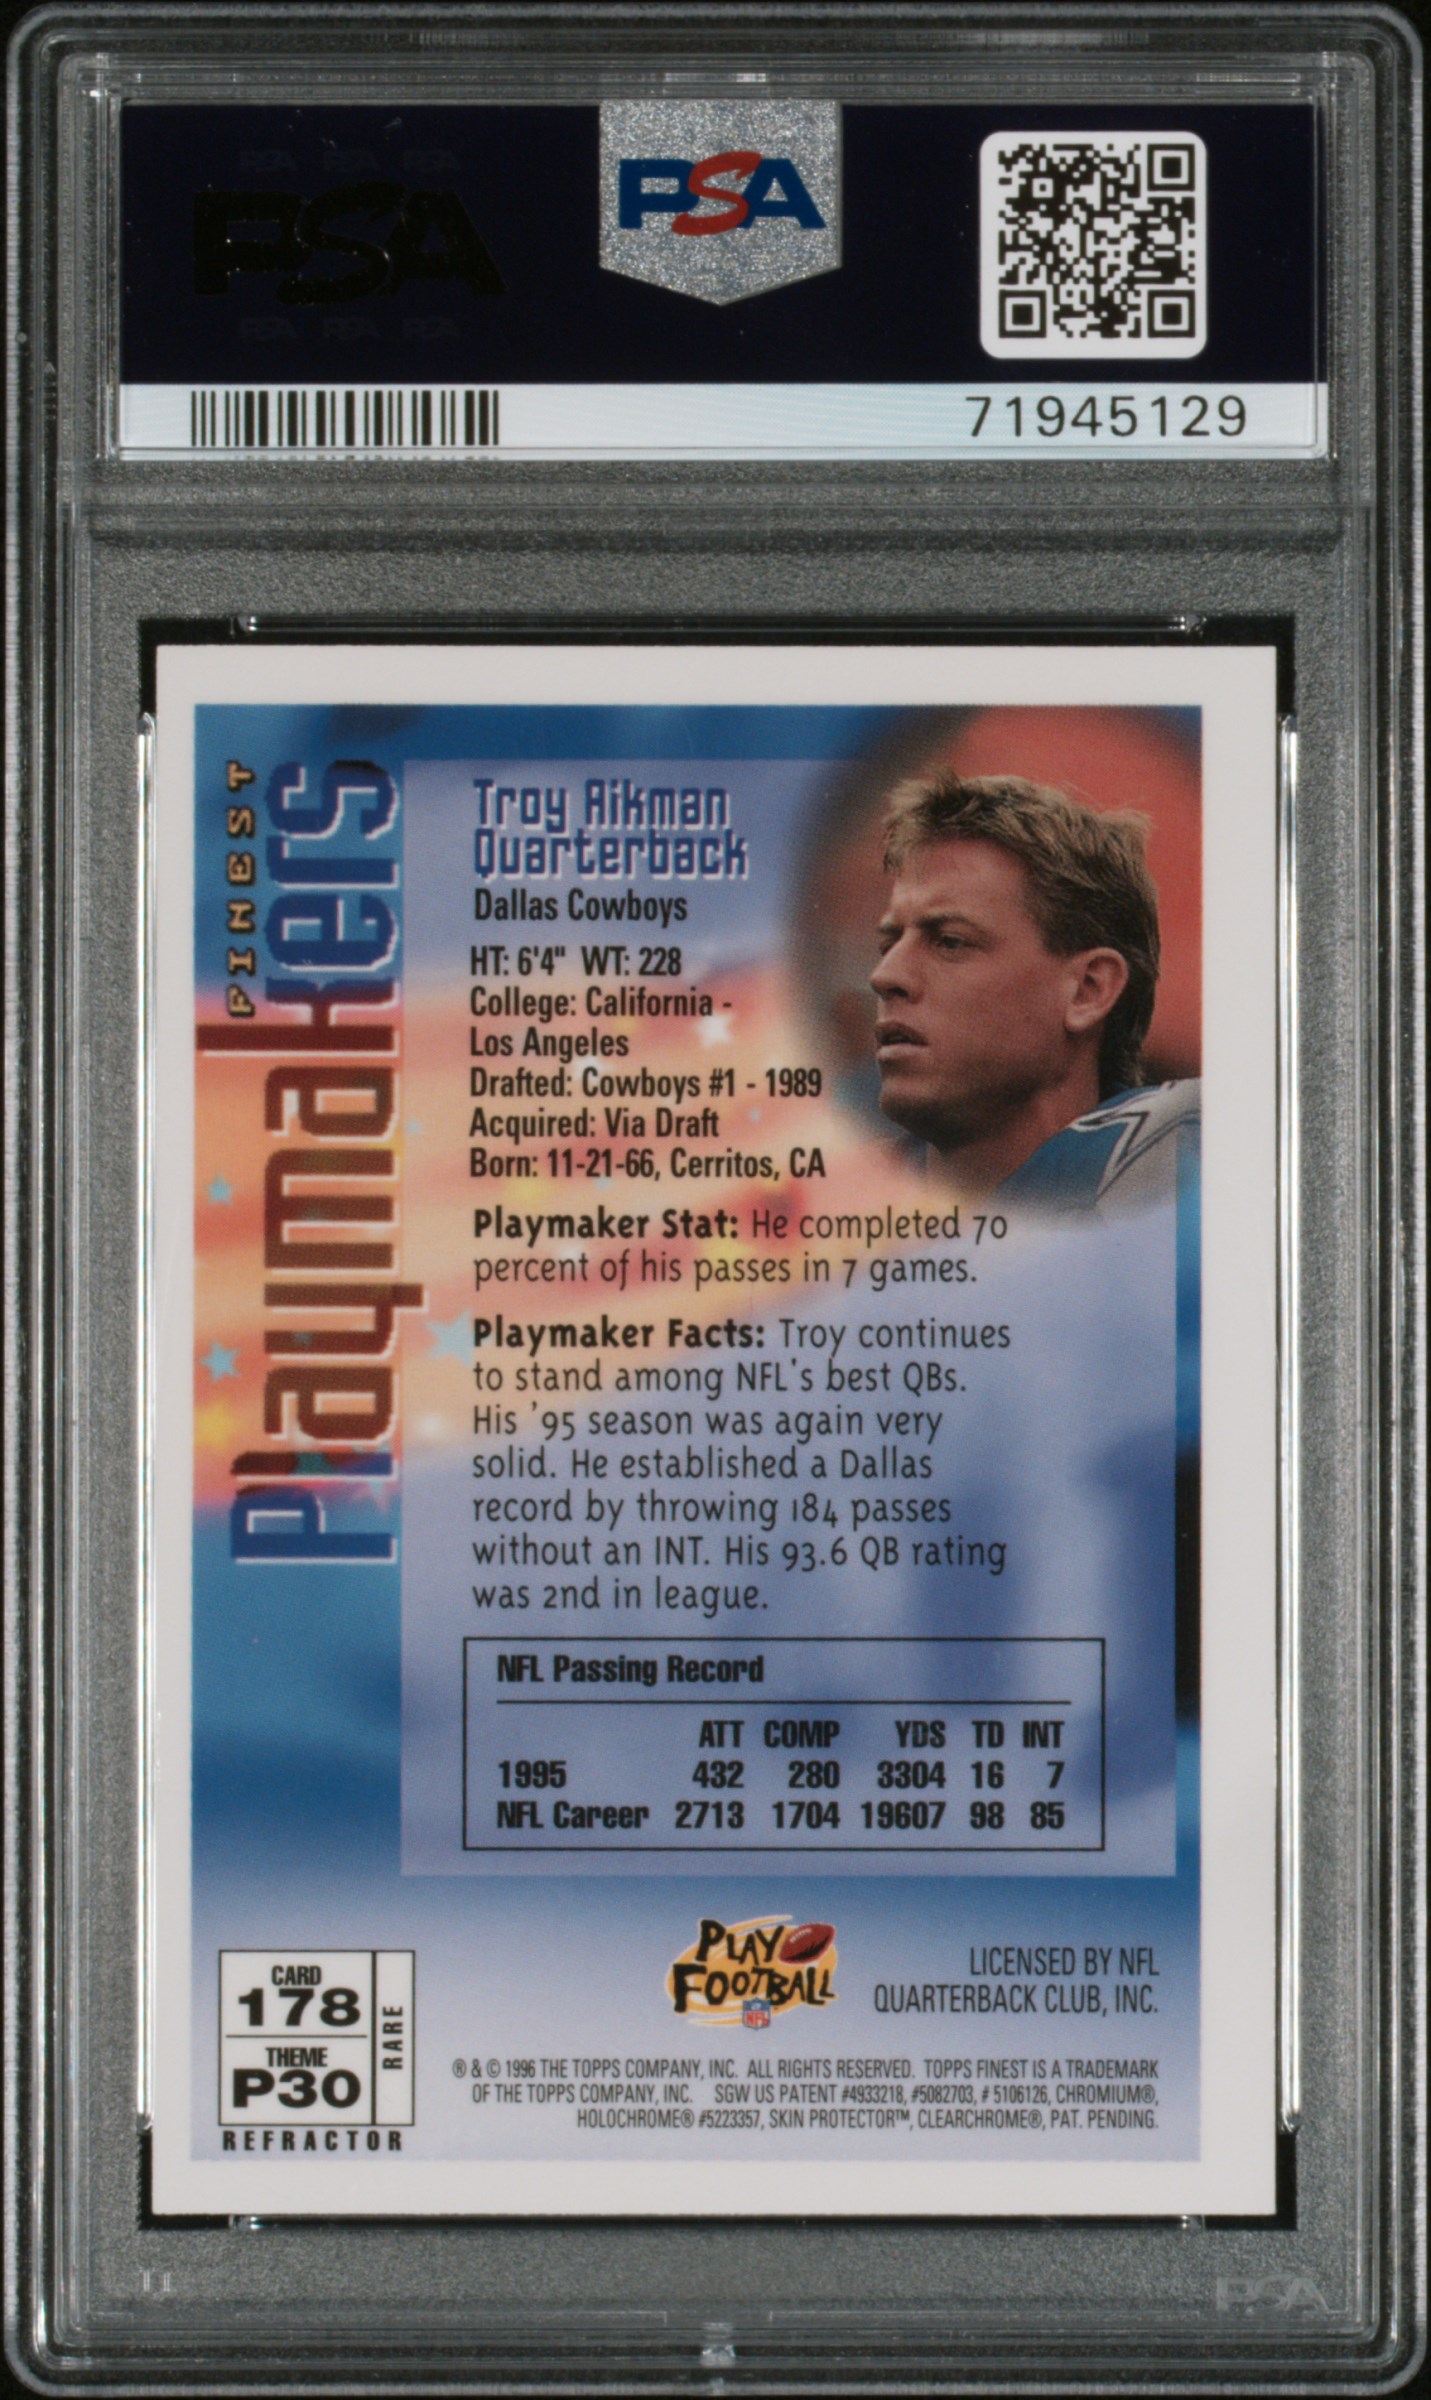 PSA PSA PSA
PSA
PSA PSA PSA
PSA
71945129
FINEST
Playmakers
Troy Aikman
Quarterback
Dallas Cowboys
HT: 6'4" WT: 228
College: California -
Los Angeles
Drafted: Cowboys #1 - 1989
Acquired: Via Draft
Born: 11-21-66, Cerritos, CA
Playmaker Stat: He completed 70
percent of his passes in 7 games.
Playmaker Facts: Troy continues
to stand among NFL's best QBs.
His '95 season was again very
solid. He established a Dallas
record by throwing 184 passes
without an INT. His 93.6 QB rating
was 2nd in league.
NFL Passing Record
ATT COMP YDS TD INT
1995 432 280 3304 16 7
NFL Career 2713 1704 19607 98 85
CARD
178
THEME
P30
RARE
REFRACTOR
PLAY
FOOTBALL
NFL
LICENSED BY NFL
QUARTERBACK CLUB, INC.
® & © 1996 THE TOPPS COMPANY, INC. ALL RIGHTS RESERVED. TOPPS FINEST IS A TRADEMARK
OF THE TOPPS COMPANY, INC. SGW US PATENT #4933218, #5082703, # 5106126, CHROMIUM®,
HOLOCHROME® #5223357, SKIN PROTECTOR™, CLEARCHROME®, PAT. PENDING.
PSA